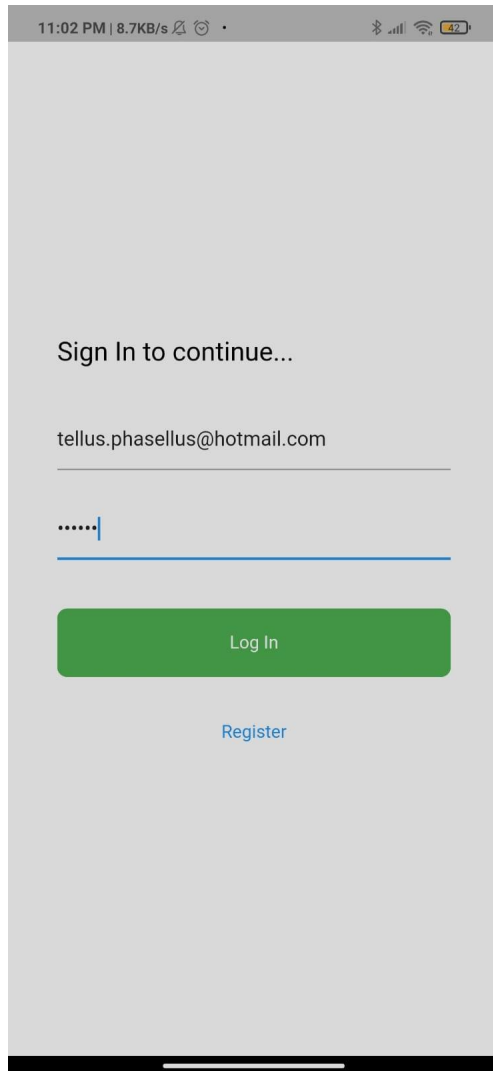 11:02 PM | 8.7KB/s
42
Sign In to continue...
tellus.phasellus@hotmail.com
••••••
Log In
Register